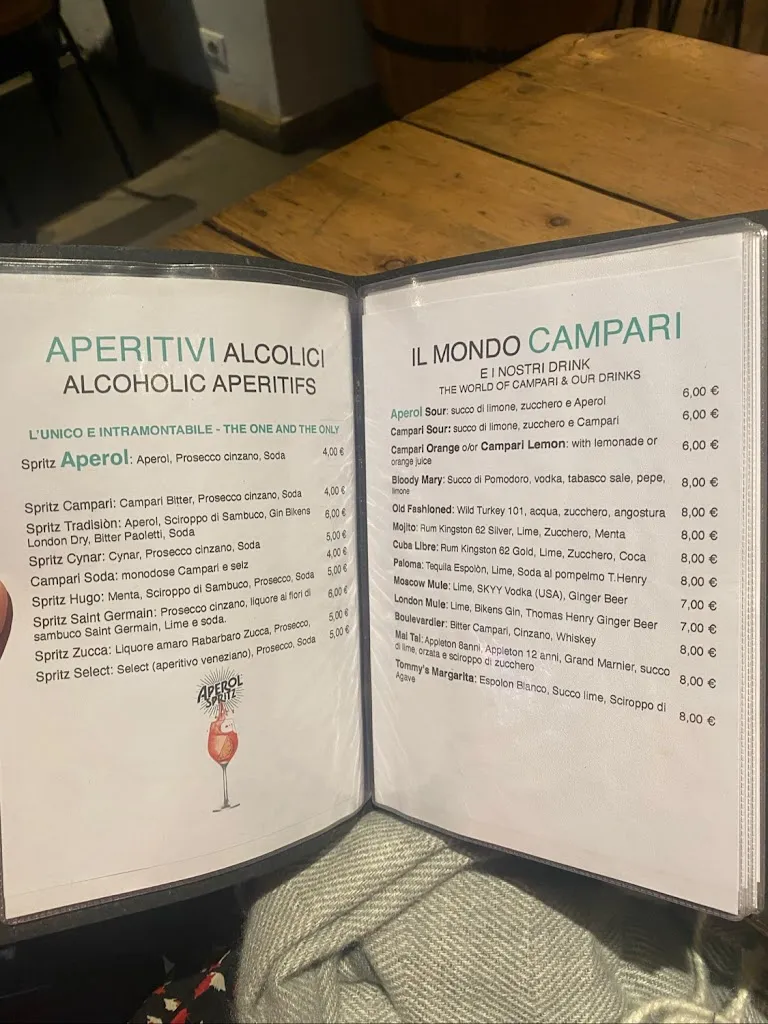 APERITIVI ALCOLICI
ALCOHOLIC APERITIFS
L'UNICO E INTRAMONTABILE - THE ONE AND THE ONLY
Spritz Aperol: Aperol, Prosecco cinzano, Soda 4,00 €
Spritz Campari: Campari Bitter, Prosecco cinzano, Soda 4,00 €
Spritz Tradisiòn: Aperol, Sciroppo di Sambuco, Gin Bikens 6,00 €
London Dry, Bitter Paoletti, Soda
Spritz Cynar: Cynar, Prosecco cinzano, Soda 5,00 €
Campari Soda: monodose Campari e selz 4,00 €
Spritz Hugo: Menta, Sciroppo di Sambuco, Prosecco, Soda 5,00 €
Spritz Saint Germain: Prosecco cinzano, liquore ai fiori di 6,00 €
sambuco Saint Germain, Lime e soda.
Spritz Zucca: Liquore amaro Rabarbaro Zucca, Prosecco, 5,00 €
Spritz Select: Select (aperitivo veneziano), Prosecco, Soda 5,00 €
APEROL
SPRITZ
IL MONDO CAMPARI
E I NOSTRI DRINK
THE WORLD OF CAMPARI & OUR DRINKS
Aperol Sour: succo di limone, zucchero e Aperol 6,00 €
Campari Sour: succo di limone, zucchero e Campari 6,00 €
Campari Orange o/or Campari Lemon: with lemonade or 6,00 €
orange juice
Bloody Mary: Succo di Pomodoro, vodka, tabasco sale, pepe, 8,00 €
limone
Old Fashioned: Wild Turkey 101, acqua, zucchero, angostura 8,00 €
Mojito: Rum Kingston 62 Silver, Lime, Zucchero, Menta 8,00 €
Cuba Libre: Rum Kingston 62 Gold, Lime, Zucchero, Coca 8,00 €
Paloma: Tequila Espolòn, Lime, Soda al pompelmo T.Henry 8,00 €
Moscow Mule: Lime, SKYY Vodka (USA), Ginger Beer 7,00 €
London Mule: Lime, Bikens Gin, Thomas Henry Ginger Beer 7,00 €
Boulevardier: Bitter Campari, Cinzano, Whiskey 8,00 €
Mai Tai: Appleton 8anni, Appleton 12 anni, Grand Marnier, succo 8,00 €
di lime, orzata e sciroppo di zucchero
Tommy's Margarita: Espolon Blanco, Succo lime, Sciroppo di 8,00 €
Agave